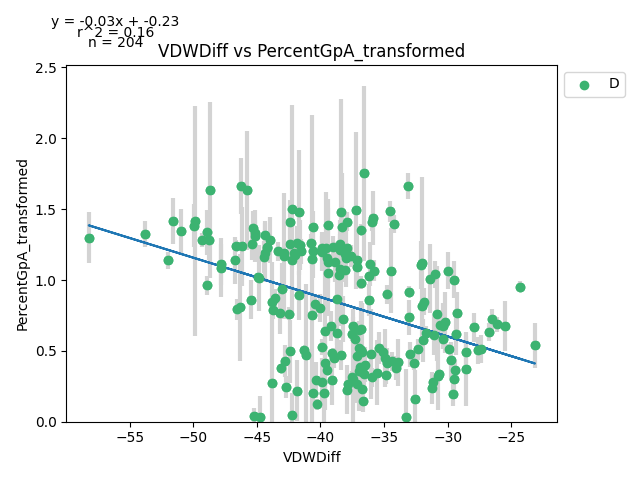 y = -0.03x + -0.23
r^2 = 0.16
n = 204
VDWDiff vs PercentGpA_transformed
D
PercentGpA_transformed
2.5
2.0
1.5
1.0
0.5
0.0
−55
−50
−45
−40
−35
−30
−25
VDWDiff